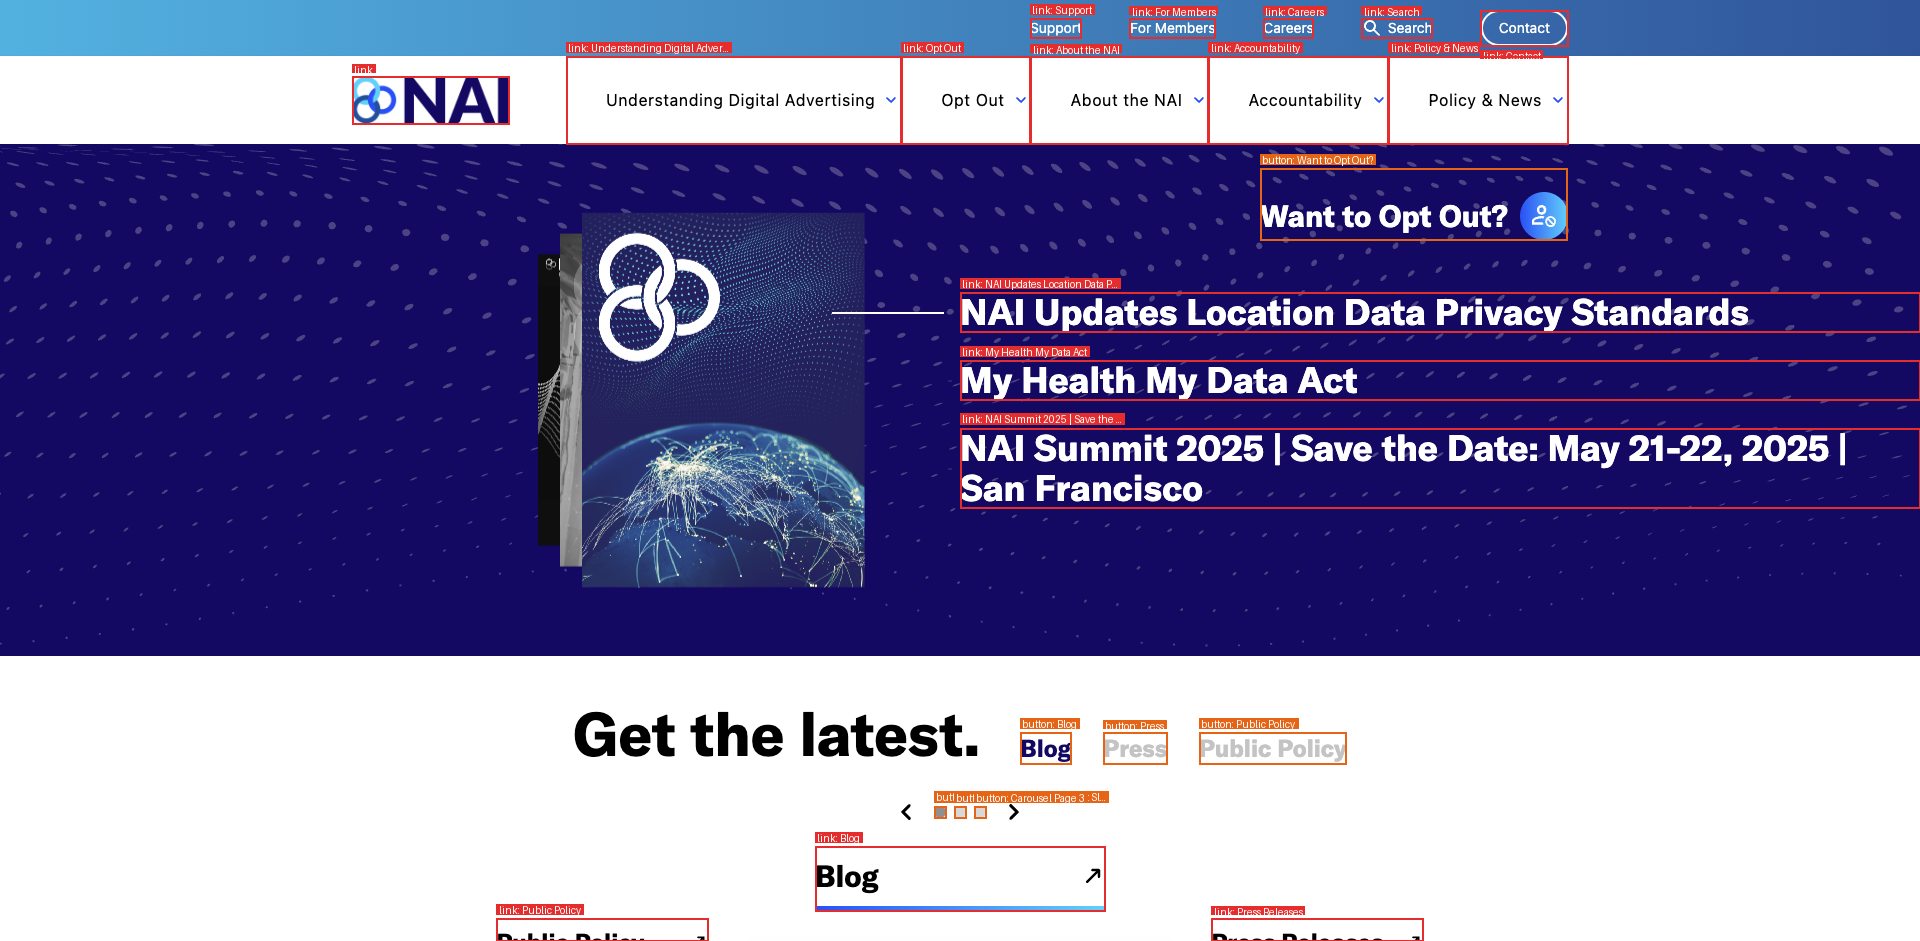 link: Support
link: For Members
link: Careers
link: Search
Support
For Members
Careers
Search
Contact
link: Understanding Digital Adver...
link: Opt Out
link: About the NAI
link: Accountability
link: Policy & News
link: Contact
link
NAI
Understanding Digital Advertising
Opt Out
About the NAI
Accountability
Policy & News
button: Want to Opt Out?
Want to Opt Out?
link: NAI Updates Location Data P...
NAI Updates Location Data Privacy Standards
link: My Health My Data Act
My Health My Data Act
link: NAI Summit 2025 | Save the ...
NAI Summit 2025 | Save the Date: May 21-22, 2025 |
San Francisco
button: Blog
button: Press
button: Public Policy
Get the latest.
Blog
Press
Public Policy
button: Carousel Page 3 : Sl...
link: Blog
Blog
link: Public Policy
link: Press Releases
Public Policy
Press Releases